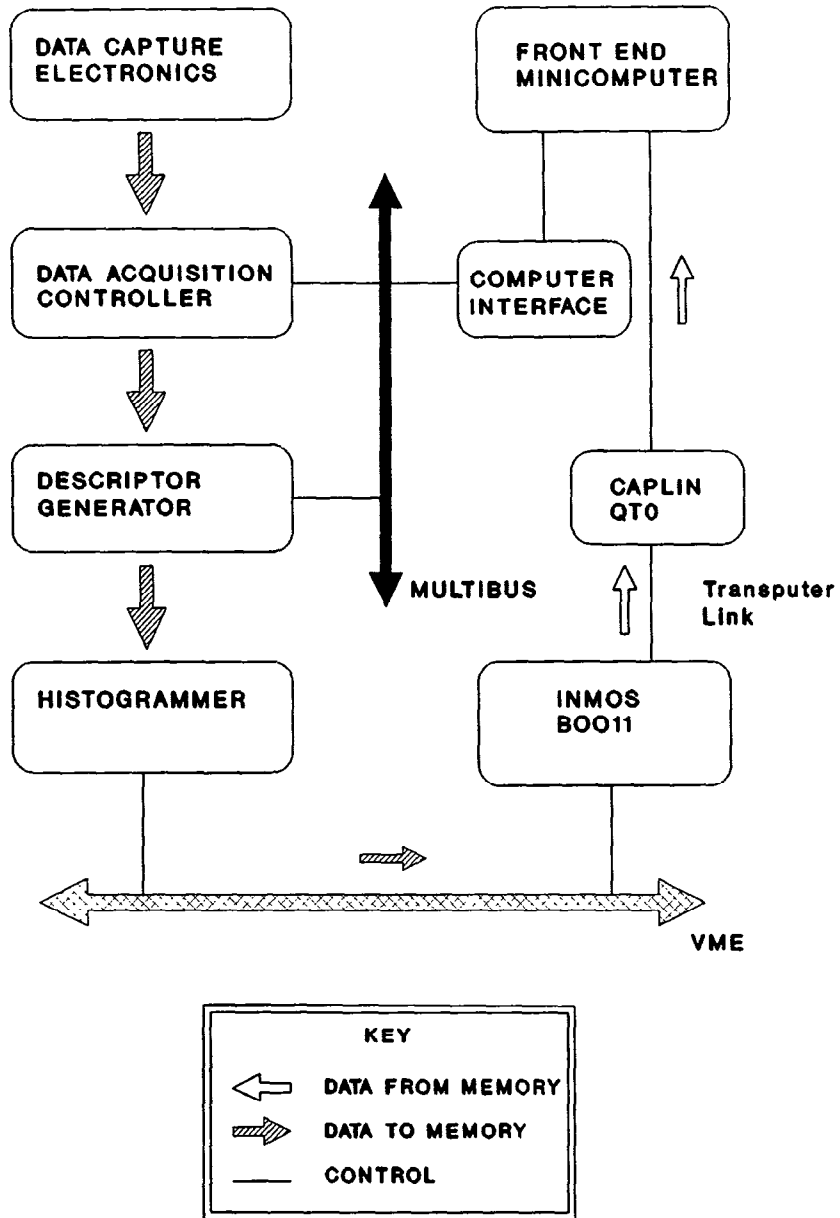 DATA CAPTURE
ELECTRONICS
FRONT END
MINICOMPUTER
DATA ACQUISITION
CONTROLLER
COMPUTER
INTERFACE
DESCRIPTOR
GENERATOR
CAPLIN
QT0
MULTIBUS
Transputer
Link
HISTOGRAMMER
INMOS
BOO11
VME
KEY
DATA FROM MEMORY
DATA TO MEMORY
CONTROL